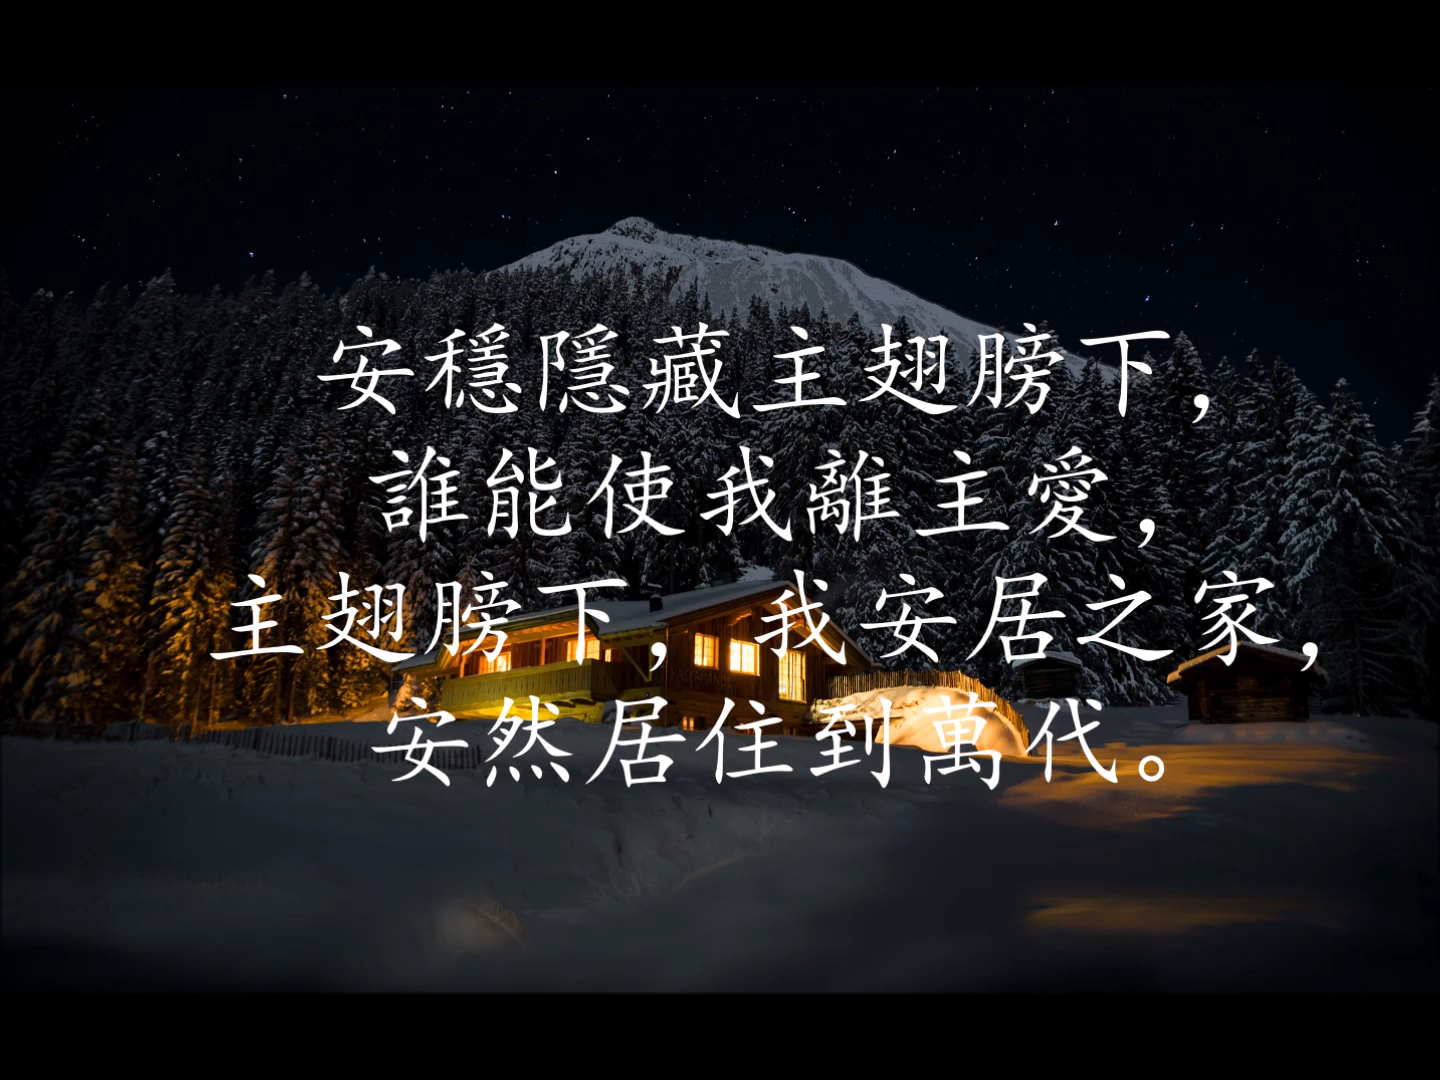 安穩隱藏主翅膀下，
誰能使我離主愛，
主翅膀下，我安居之家，
安然居住到萬代。